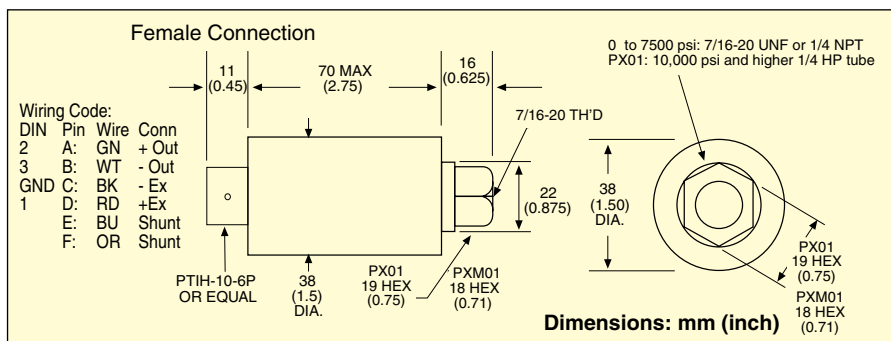 Female Connection
11
(0.45)
70 MAX
(2.75)
16
(0.625)
7/16-20 TH'D
22
(0.875)
Wiring Code:
DIN Pin Wire Conn
2 A: GN + Out
3 B: WT - Out
GND C: BK - Ex
1 D: RD +Ex
E: BU Shunt
F: OR Shunt
PTIH-10-6P
OR EQUAL
38
(1.5)
DIA.
PX01
19 HEX
(0.75)
PXM01
18 HEX
(0.71)
0 to 7500 psi: 7/16-20 UNF or 1/4 NPT
PX01: 10,000 psi and higher 1/4 HP tube
38
(1.50)
DIA.
PX01
19 HEX
(0.75)
PXM01
18 HEX
(0.71)
Dimensions: mm (inch)